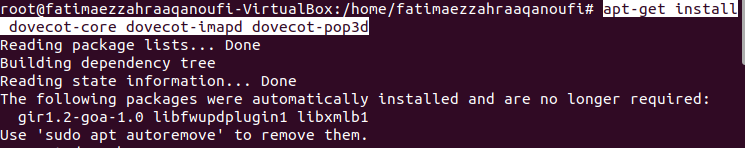 root@fatimaezzahraaqanoufi-VirtualBox:/home/fatimaezzahraaqanoufi# apt-get install
dovecot-core dovecot-imapd dovecot-pop3d
Reading package lists... Done
Building dependency tree
Reading state information... Done
The following packages were automatically installed and are no longer required:
gir1.2-goa-1.0 libfwupdplugin1 libxmlb1
Use 'sudo apt autoremove' to remove them.